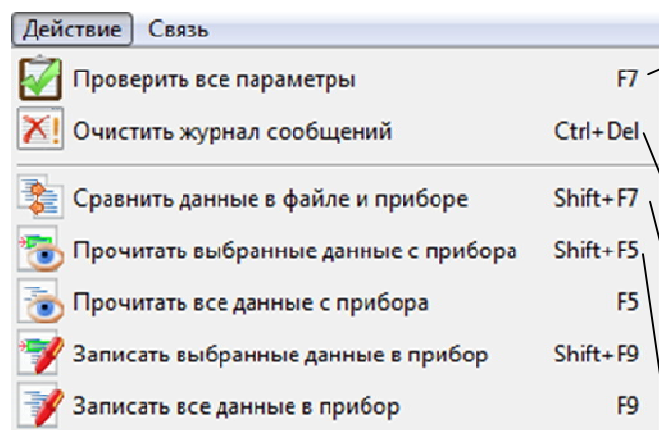 Действие Связь
Проверить все параметры F7
Очистить журнал сообщений Ctrl+Del
Сравнить данные в файле и приборе Shift+F7
Прочитать выбранные данные с прибора Shift+F5
Прочитать все данные с прибора F5
Записать выбранные данные в прибор Shift+F9
Записать все данные в прибор F9